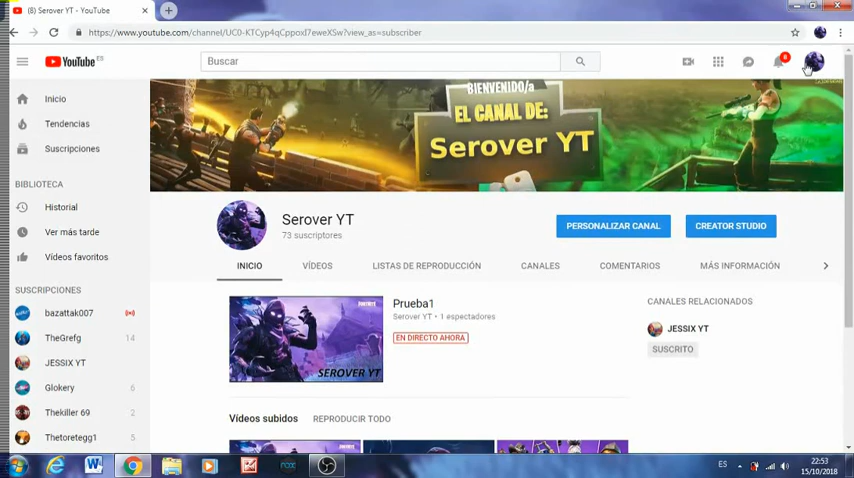 (8) Serover YT - YouTube
https://www.youtube.com/channel/UC0-KTCyp4qCppoxI7eweXSw?view_as=subscriber
YouTube ES
Buscar
8
Inicio
Tendencias
Suscripciones
BIBLIOTECA
Historial
Ver más tarde
Vídeos favoritos
SUSCRIPCIONES
bazattak007
TheGrefg 14
JESSIX YT
Glokery 6
Thekiller 69 2
Thetoretegg1 5
BIENVENIDO/a
EL CANAL DE:
Serover YT
Serover YT
73 suscriptores
PERSONALIZAR CANAL
CREATOR STUDIO
INICIO VÍDEOS LISTAS DE REPRODUCCIÓN CANALES COMENTARIOS MÁS INFORMACIÓN
SEROVER YT
Prueba1
Serover YT • 1 espectadores
EN DIRECTO AHORA
CANALES RELACIONADOS
JESSIX YT
SUSCRITO
Vídeos subidos REPRODUCIR TODO
ES
22:53
15/10/2018